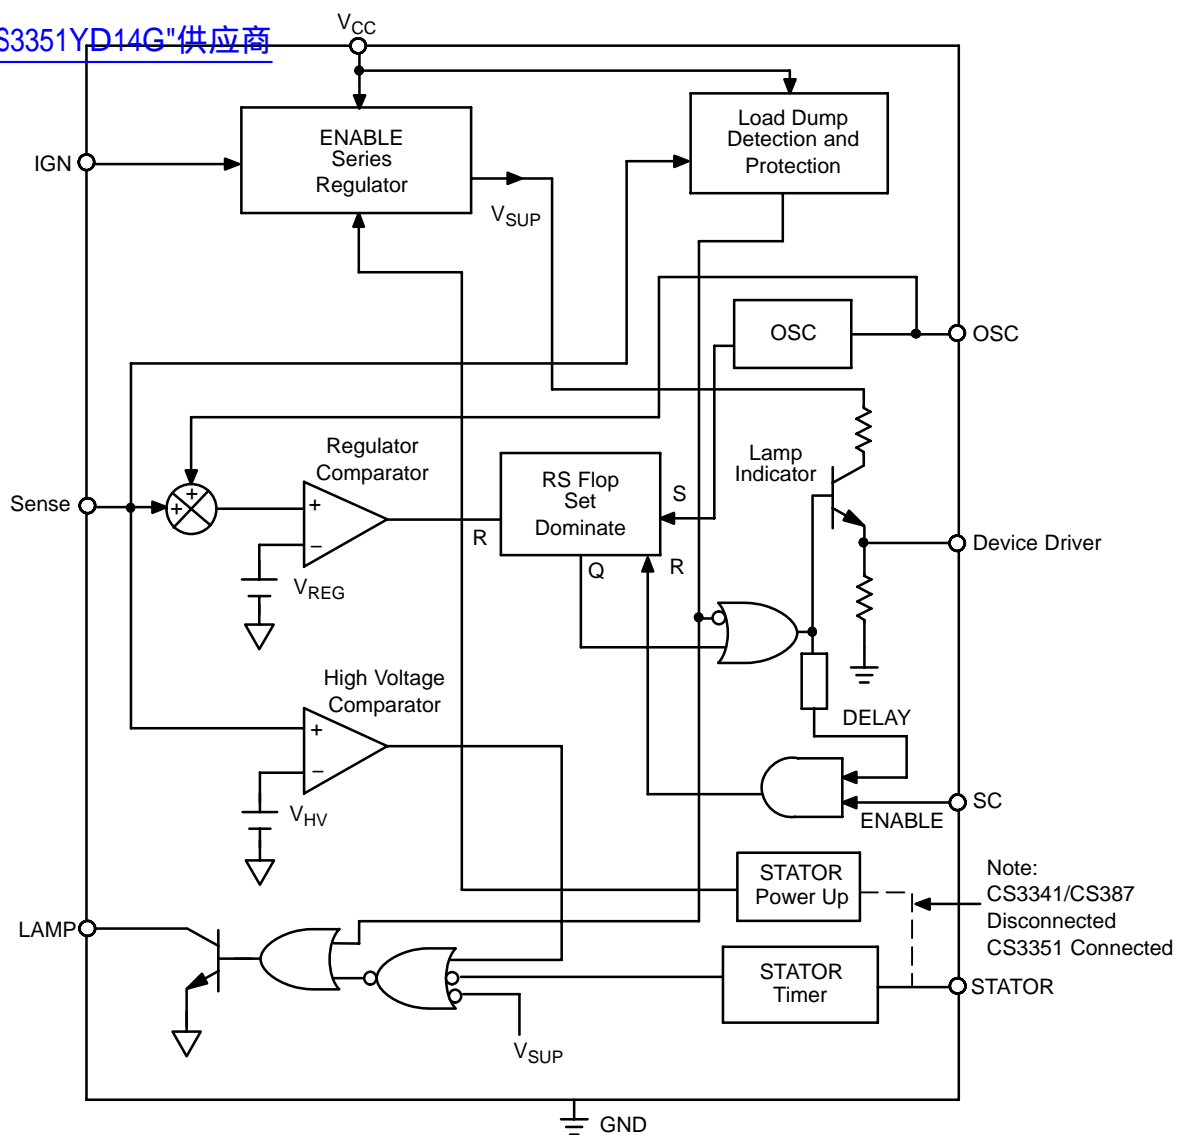 S3351YD14G"供应商
VCC
ENABLE
Series
Regulator
Load Dump
Detection and
Protection
IGN
VSUP
OSC
OSC
Regulator
Comparator
Lamp
Indicator
RS Flop
Set
Dominate
S
R
R
Q
Sense
+
+
+
−
VREG
Device Driver
High Voltage
Comparator
+
−
VHV
DELAY
SC
ENABLE
STATOR
Power Up
Note:
CS3341/CS387
Disconnected
CS3351 Connected
LAMP
STATOR
Timer
STATOR
VSUP
GND